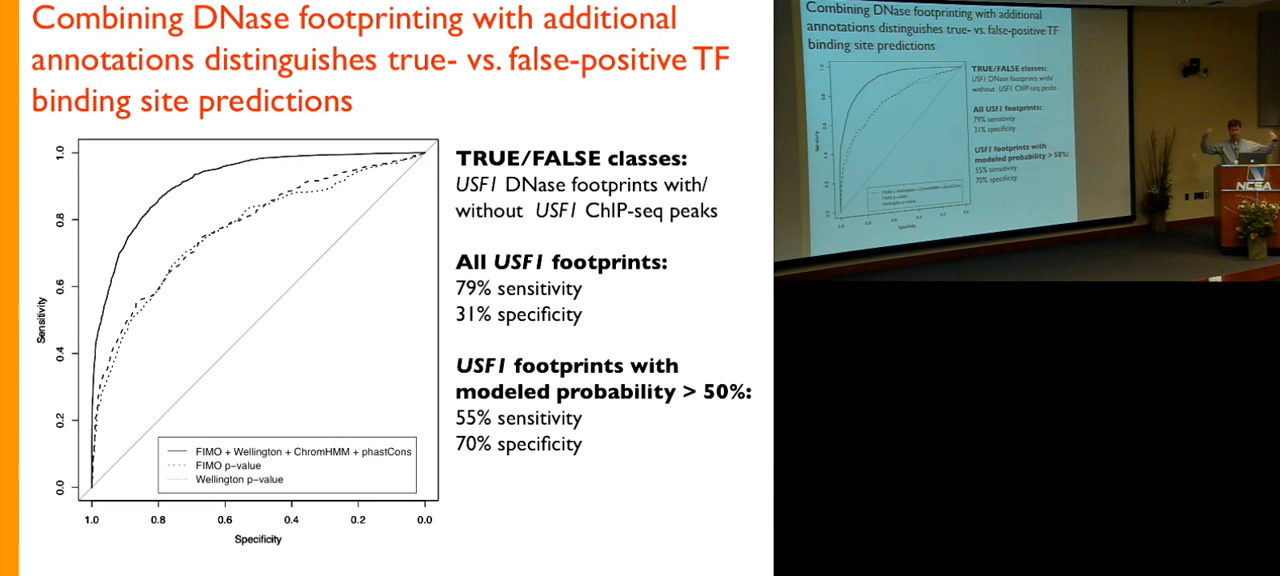 Combining DNase footprinting with additional
annotations distinguishes true- vs. false-positive TF
binding site predictions
1.0
0.8
0.6
0.4
0.2
0.0
Sensitivity
FIMO + Wellington + ChromHMM + phastCons
FIMO p−value
Wellington p−value
1.0
0.8
0.6
0.4
0.2
0.0
Specificity
TRUE/FALSE classes:
USF1 DNase footprints with/
without USF1 ChIP-seq peaks
All USF1 footprints:
79% sensitivity
31% specificity
USF1 footprints with
modeled probability > 50%:
55% sensitivity
70% specificity
Combining DNase footprinting with additional
annotations distinguishes true- vs. false-positive TF
binding site predictions
TRUE/FALSE classes:
USF1 DNase footprints with/
without USF1 ChIP-seq peaks
All USF1 footprints:
79% sensitivity
31% specificity
USF1 footprints with
modeled probability > 50%:
55% sensitivity
70% specificity
Specificity
NCSA